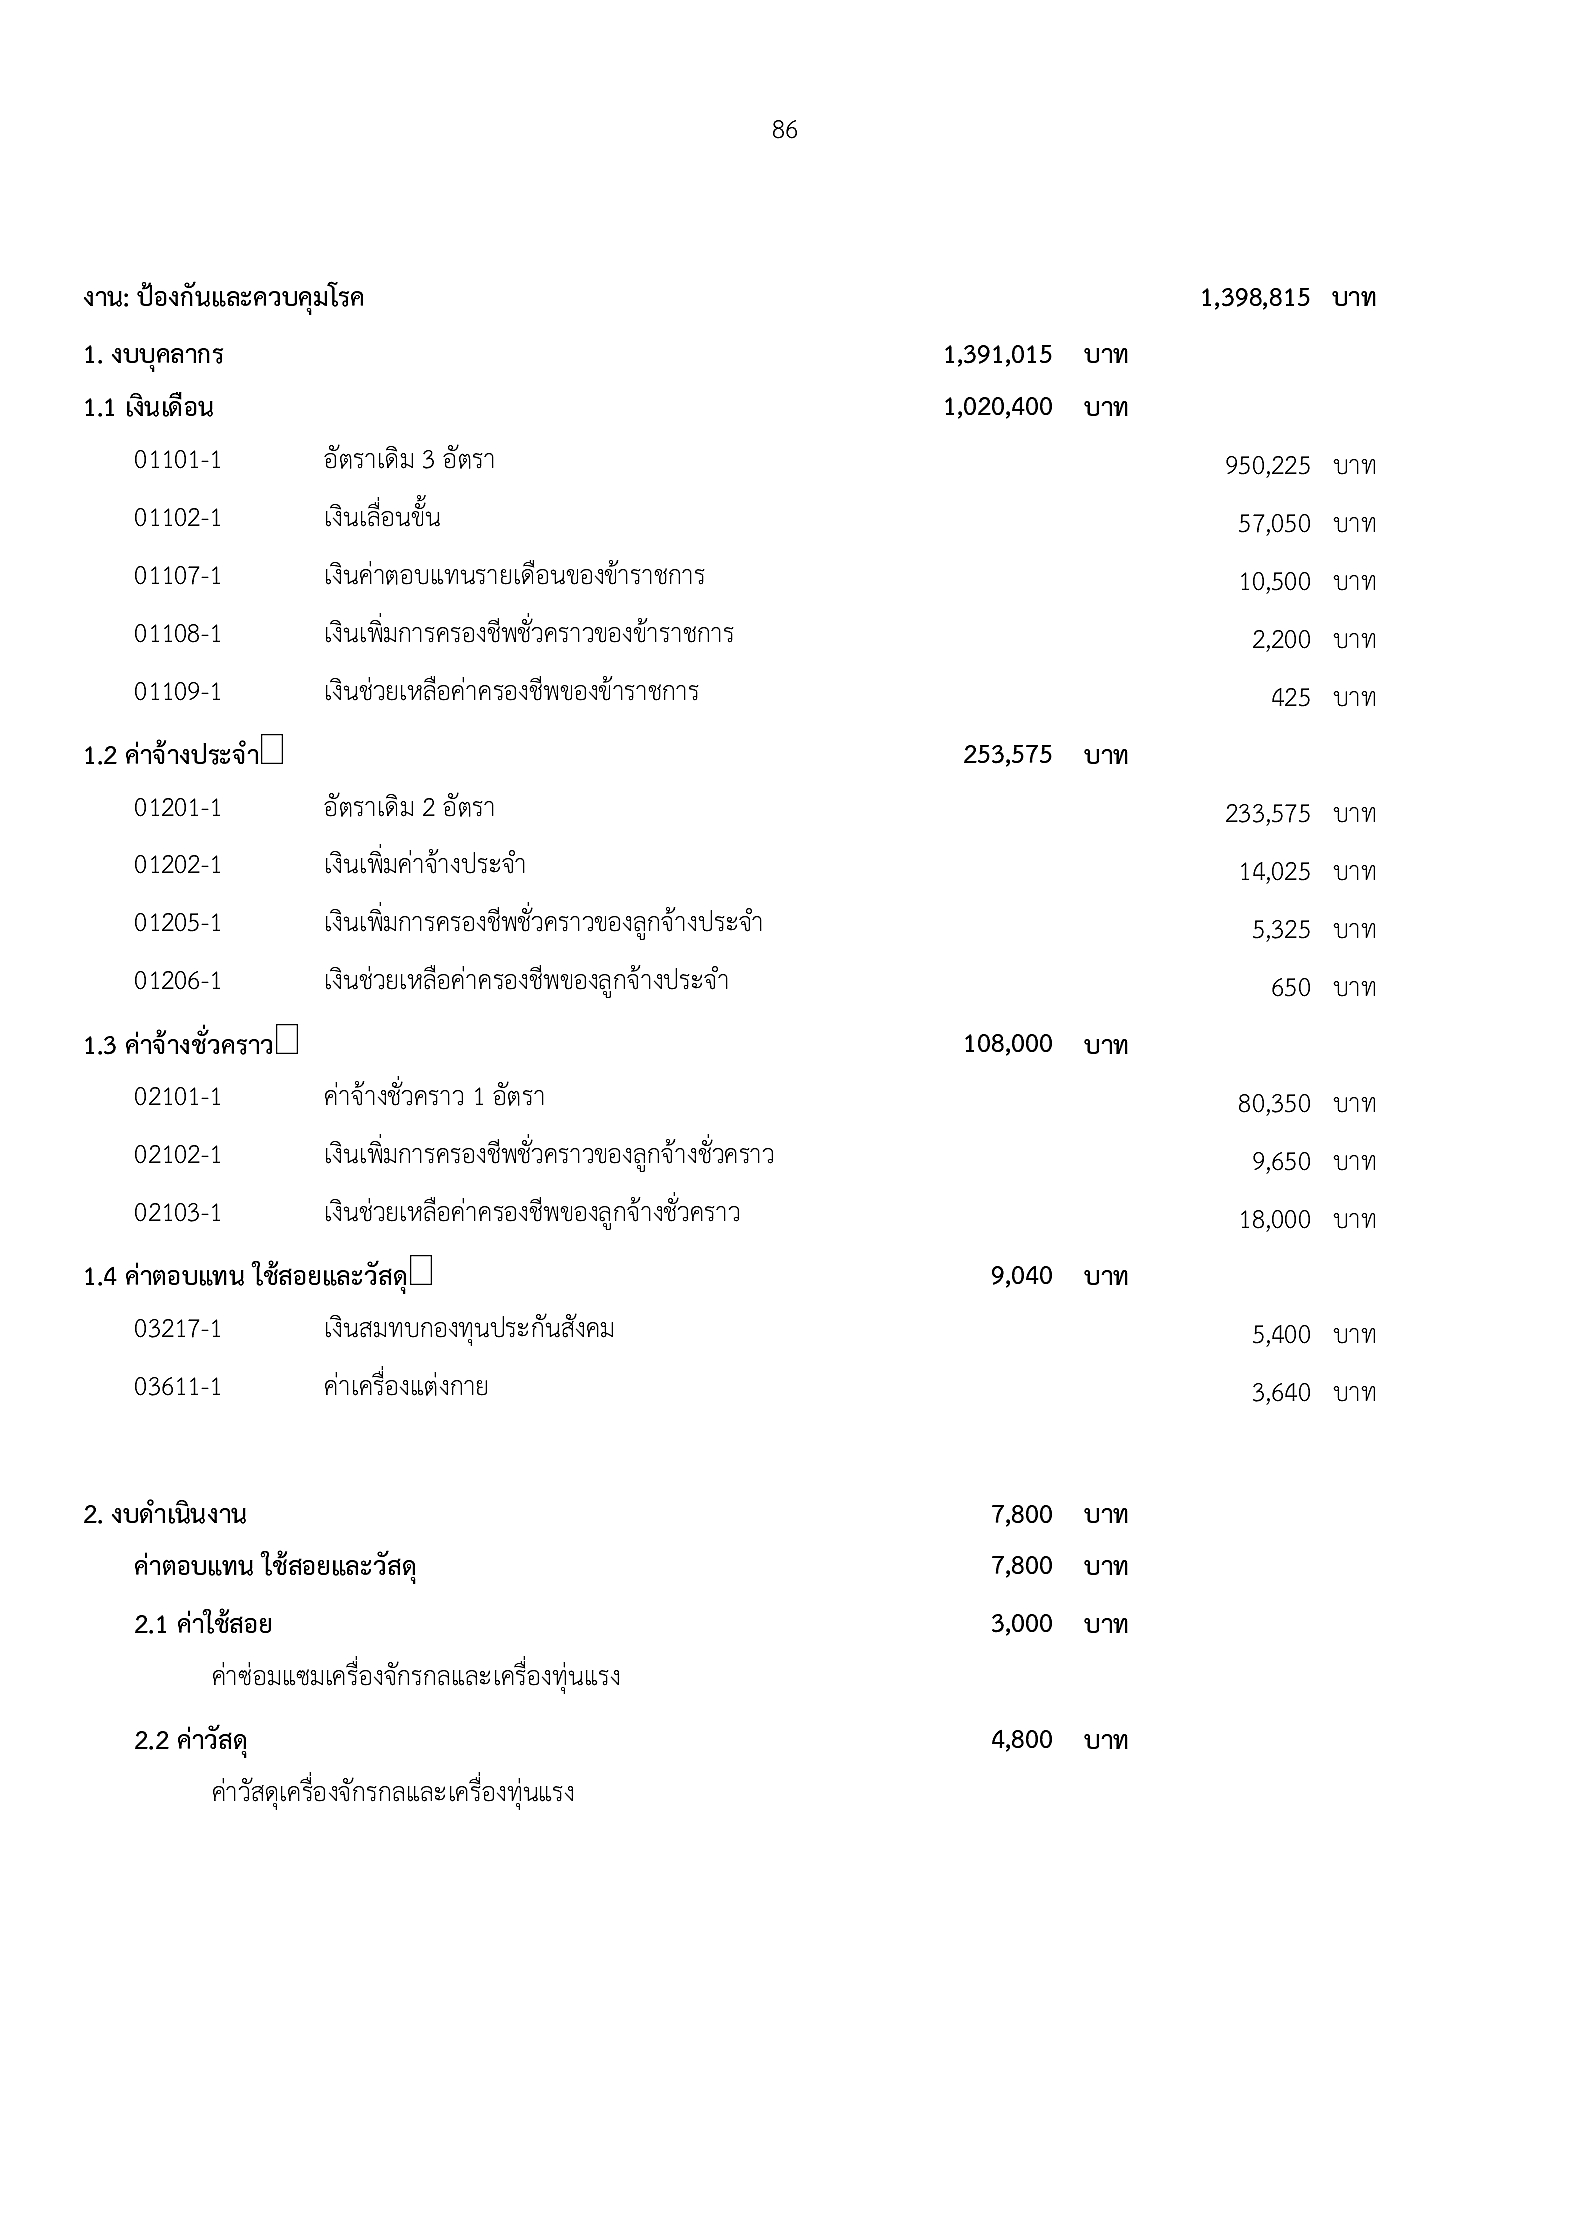 86
งาน: ป้องกันและควบคุมโรค 1,398,815 บาท
1. งบบุคลากร 1,391,015 บาท
1.1 เงินเดือน 1,020,400 บาท
01101-1 อัตราเดิม 3 อัตรา 950,225 บาท
01102-1 เงินเลื่อนขั้น 57,050 บาท
01107-1 เงินค่าตอบแทนรายเดือนของข้าราชการ 10,500 บาท
01108-1 เงินเพิ่มการครองชีพชั่วคราวของข้าราชการ 2,200 บาท
01109-1 เงินช่วยเหลือค่าครองชีพของข้าราชการ 425 บาท
1.2 ค่าจ้างประจำ 253,575 บาท
01201-1 อัตราเดิม 2 อัตรา 233,575 บาท
01202-1 เงินเพิ่มค่าจ้างประจำ 14,025 บาท
01205-1 เงินเพิ่มการครองชีพชั่วคราวของลูกจ้างประจำ 5,325 บาท
01206-1 เงินช่วยเหลือค่าครองชีพของลูกจ้างประจำ 650 บาท
1.3 ค่าจ้างชั่วคราว 108,000 บาท
02101-1 ค่าจ้างชั่วคราว 1 อัตรา 80,350 บาท
02102-1 เงินเพิ่มการครองชีพชั่วคราวของลูกจ้างชั่วคราว 9,650 บาท
02103-1 เงินช่วยเหลือค่าครองชีพของลูกจ้างชั่วคราว 18,000 บาท
1.4 ค่าตอบแทน ใช้สอยและวัสดุ 9,040 บาท
03217-1 เงินสมทบกองทุนประกันสังคม 5,400 บาท
03611-1 ค่าเครื่องแต่งกาย 3,640 บาท
2. งบดำเนินงาน 7,800 บาท
ค่าตอบแทน ใช้สอยและวัสดุ 7,800 บาท
2.1 ค่าใช้สอย 3,000 บาท
ค่าซ่อมแซมเครื่องจักรกลและเครื่องทุ่นแรง
2.2 ค่าวัสดุ 4,800 บาท
ค่าวัสดุเครื่องจักรกลและเครื่องทุ่นแรง